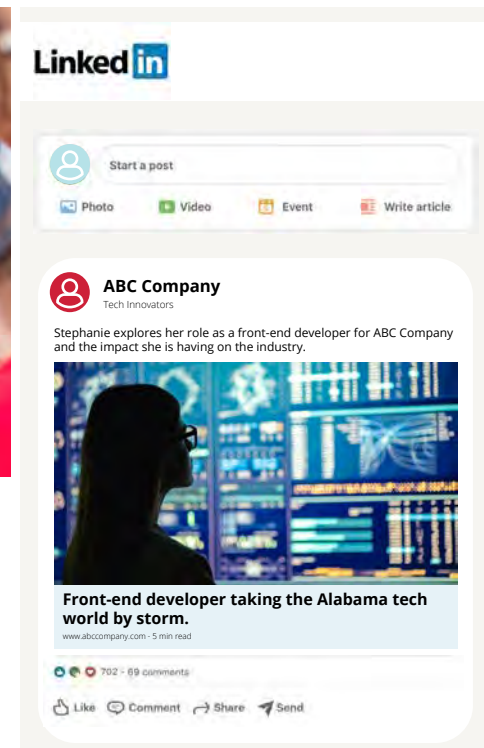 Linked in
Start a post
Photo Video Event Write article
ABC Company
Tech Innovators
Stephanie explores her role as a front-end developer for ABC Company
and the impact she is having on the industry.
Front-end developer taking the Alabama tech
world by storm.
www.abccompany.com - 5 min read
702 - 69 comments
Like Comment Share Send